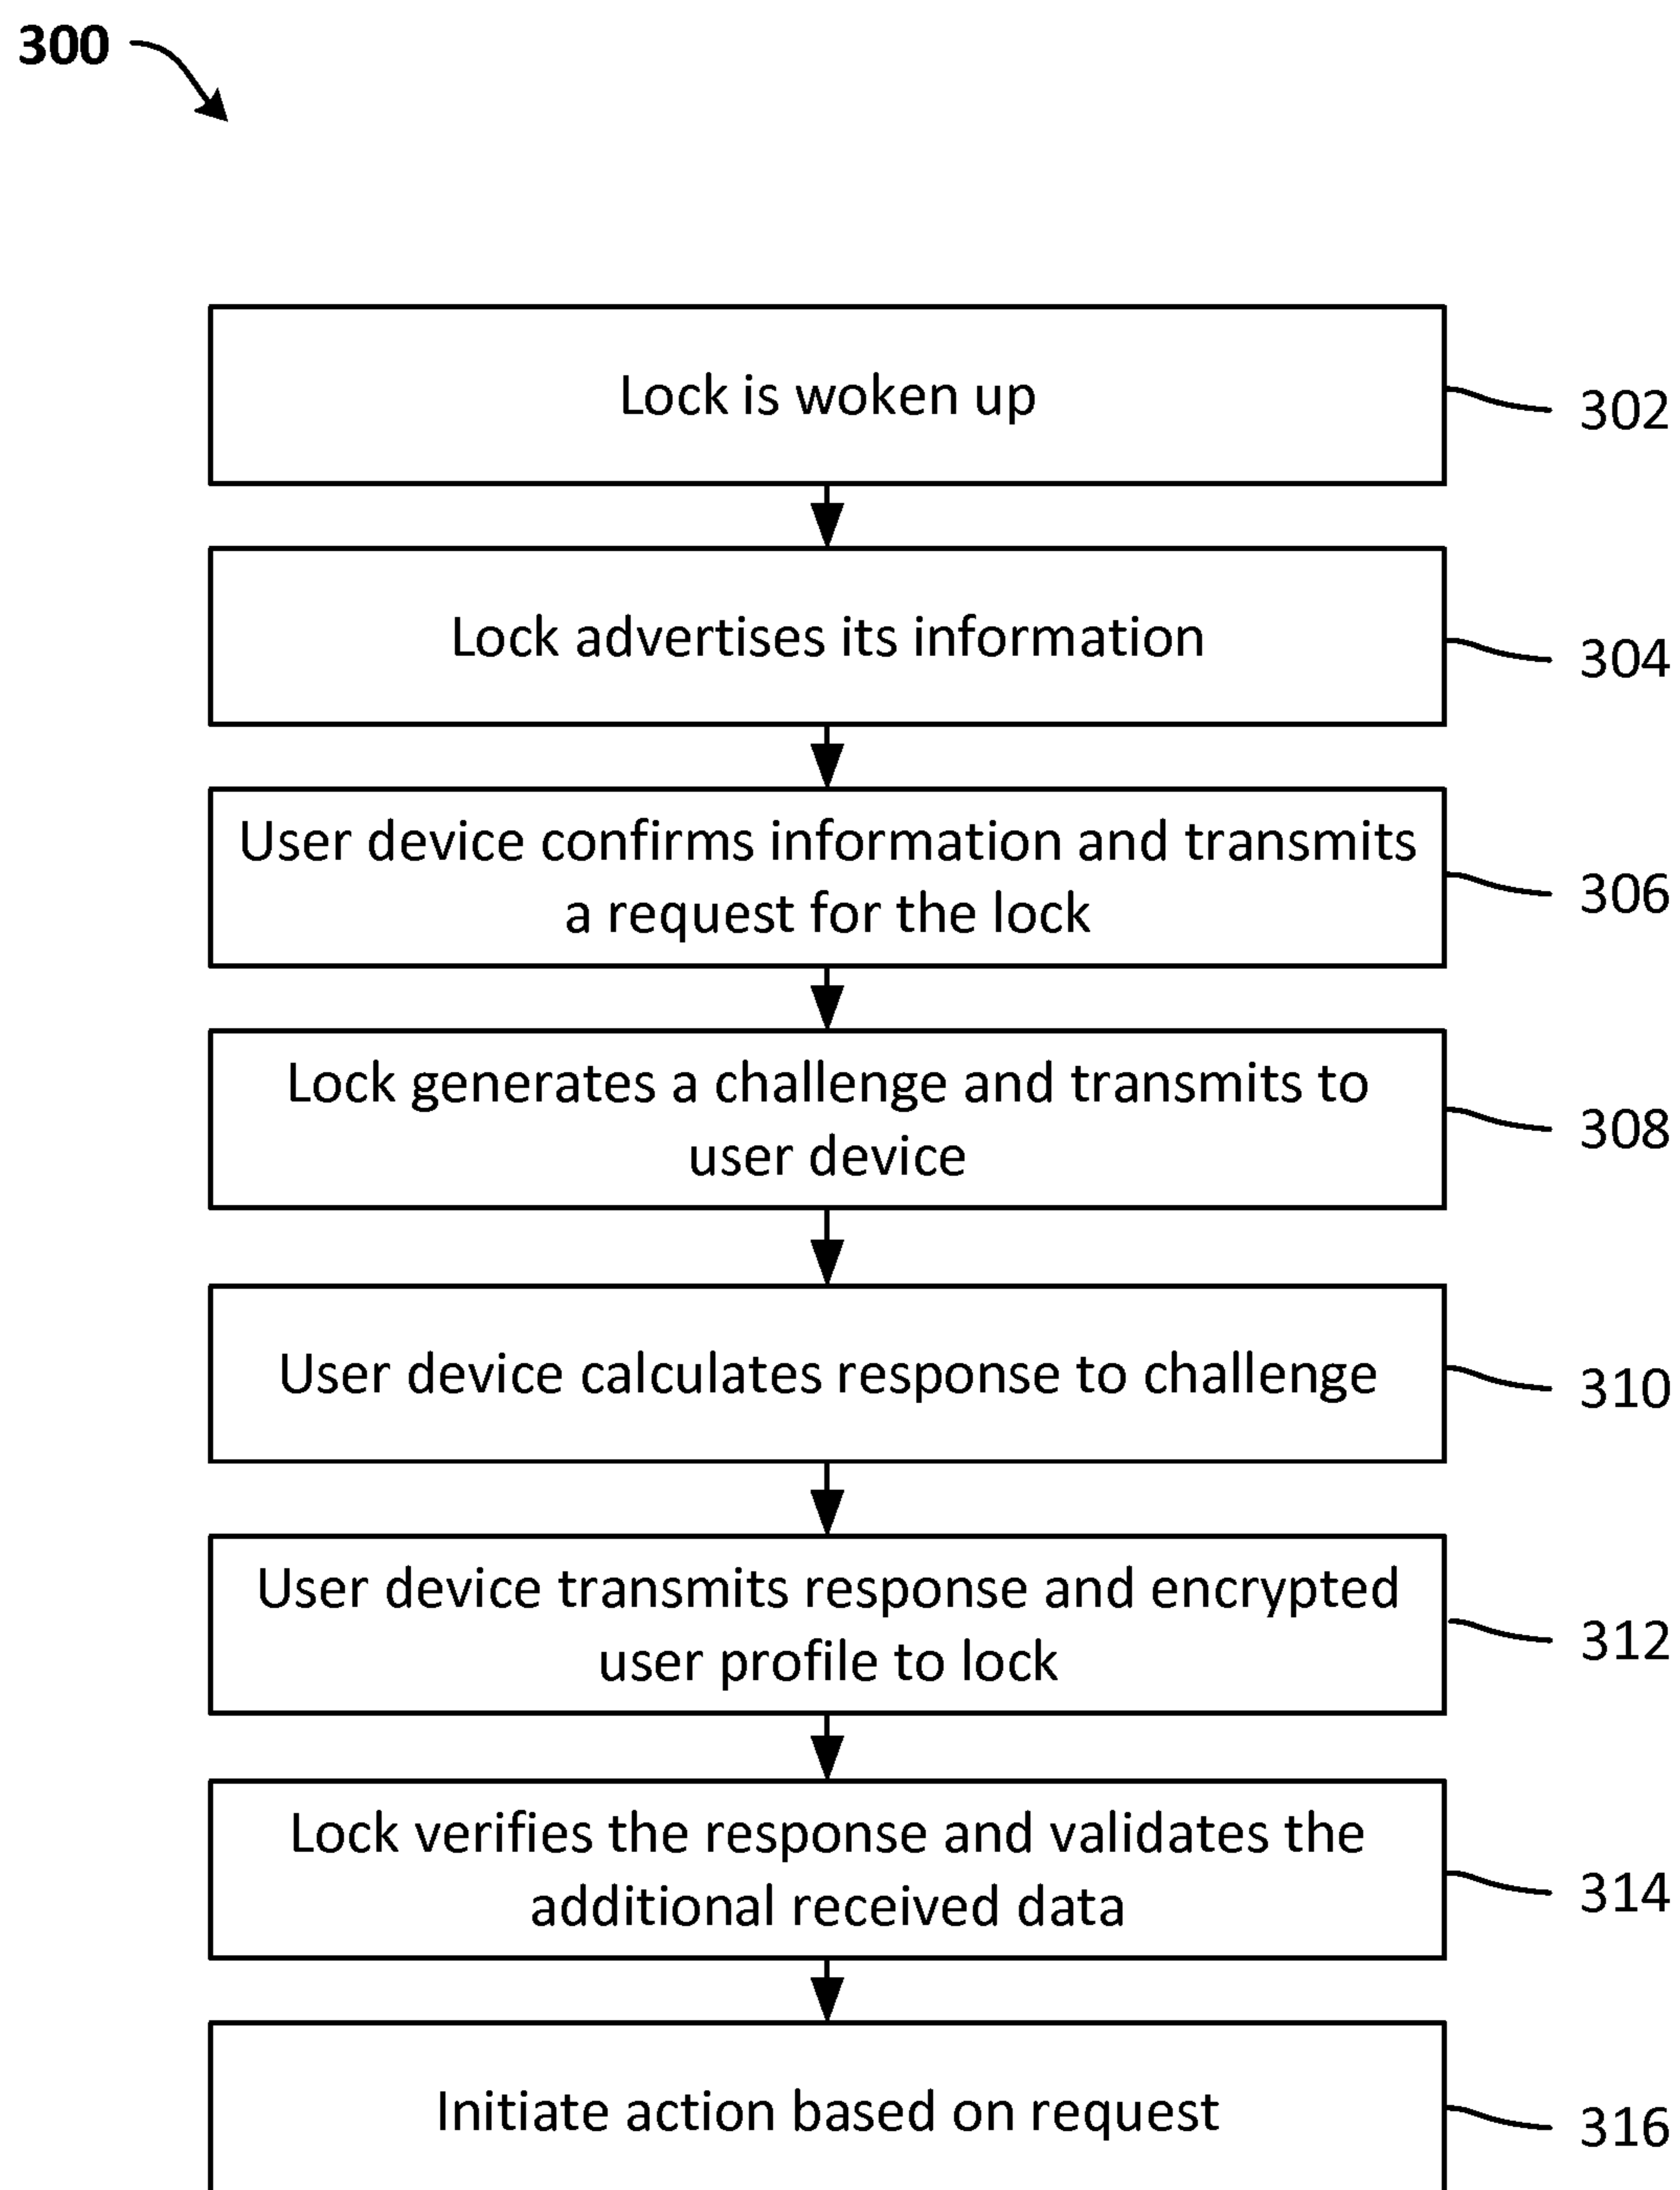 300
Lock is woken up
302
Lock advertises its information
304
User device confirms information and transmits
a request for the lock
306
Lock generates a challenge and transmits to
user device
308
User device calculates response to challenge
310
User device transmits response and encrypted
user profile to lock
312
Lock verifies the response and validates the
additional received data
314
Initiate action based on request
316